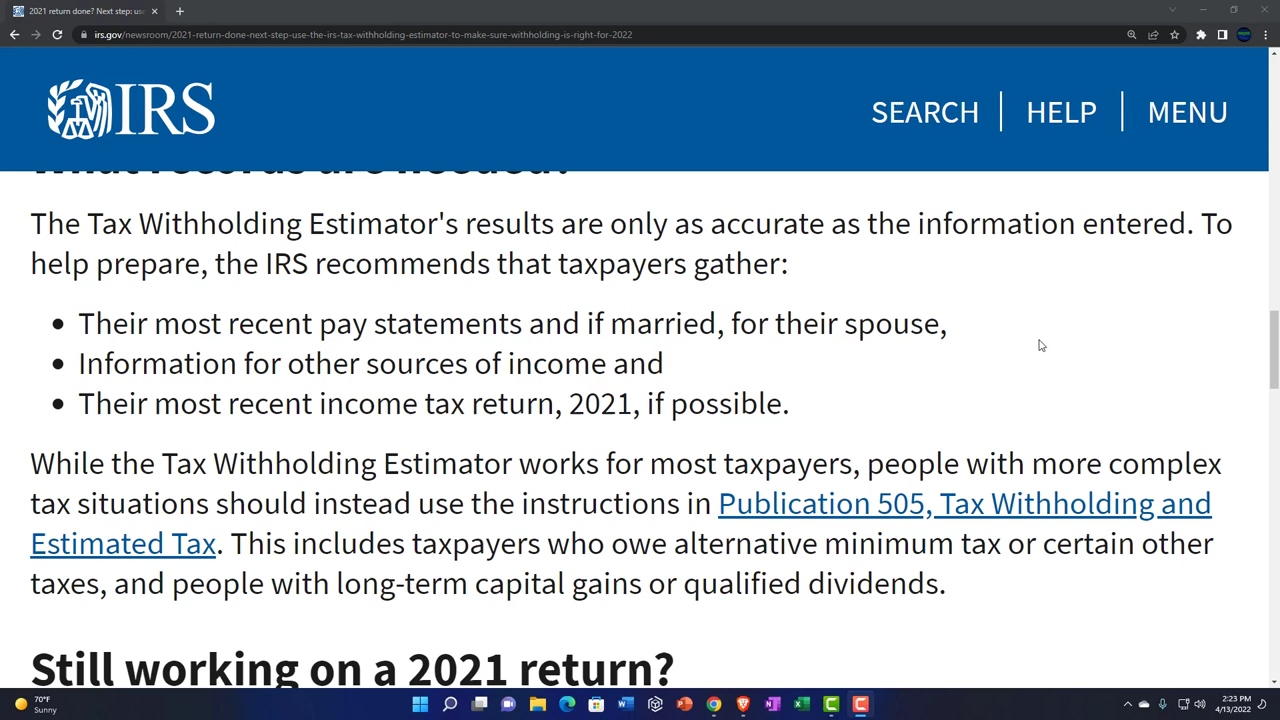 2021 return done? Next step: use
irs.gov/newsroom/2021-return-done-next-step-use-the-irs-tax-withholding-estimator-to-make-sure-withholding-is-right-for-2022
IRS
SEARCH
HELP
MENU
What records are needed?
The Tax Withholding Estimator's results are only as accurate as the information entered. To
help prepare, the IRS recommends that taxpayers gather:
Their most recent pay statements and if married, for their spouse,
Information for other sources of income and
Their most recent income tax return, 2021, if possible.
While the Tax Withholding Estimator works for most taxpayers, people with more complex
tax situations should instead use the instructions in Publication 505, Tax Withholding and
Estimated Tax. This includes taxpayers who owe alternative minimum tax or certain other
taxes, and people with long-term capital gains or qualified dividends.
Still working on a 2021 return?
70°F
Sunny
2:23 PM
4/13/2022